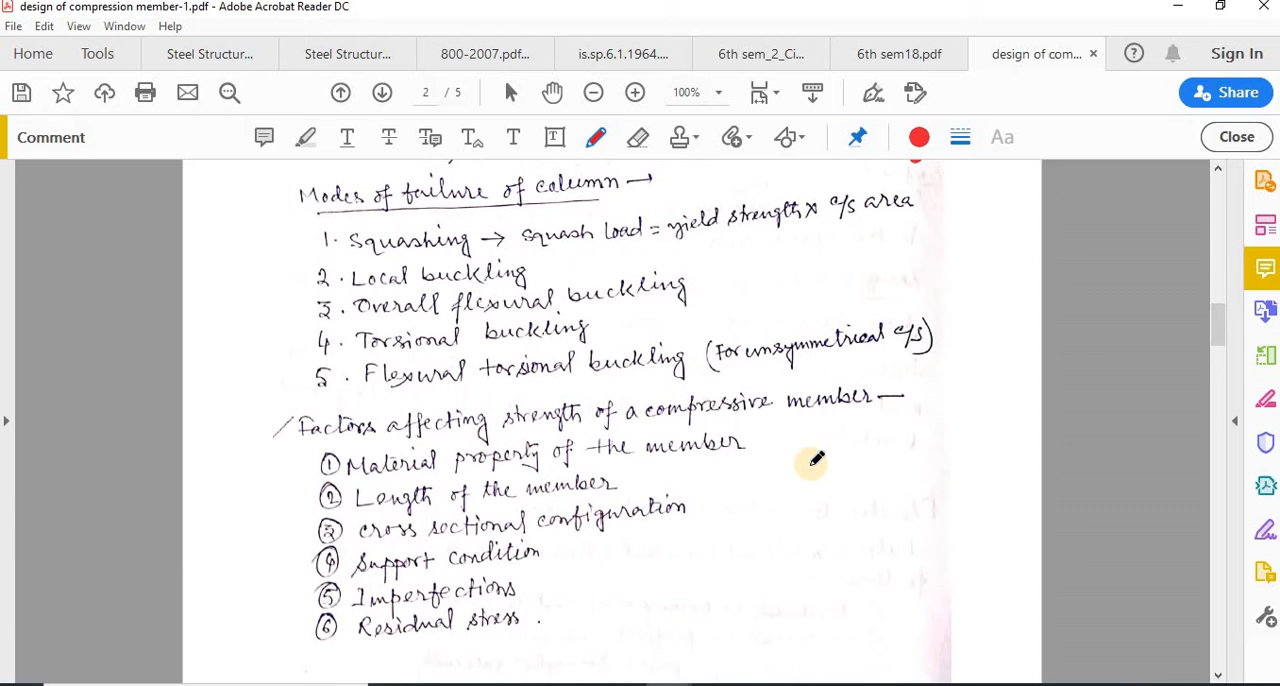 design of compression member-1.pdf - Adobe Acrobat Reader DC
File Edit View Window Help
Home Tools Steel Structur... Steel Structur... 800-2007.pdf... is.sp.6.1.1964.... 6th sem_2_Ci... 6th sem18.pdf design of com... × Sign In
2 / 5 100% Share
Comment Aa Close
Modes of failure of column →
1. Squashing → squash load = yield strength × c/s area
2. Local buckling
3. Overall flexural buckling
4. Torsional buckling
5. Flexural torsional buckling (For unsymmetrical c/s)
Factors affecting strength of a compressive member —
① Material property of the member
② Length of the member
③ cross sectional configuration
④ Support condition
⑤ Imperfections
⑥ Residual stress.